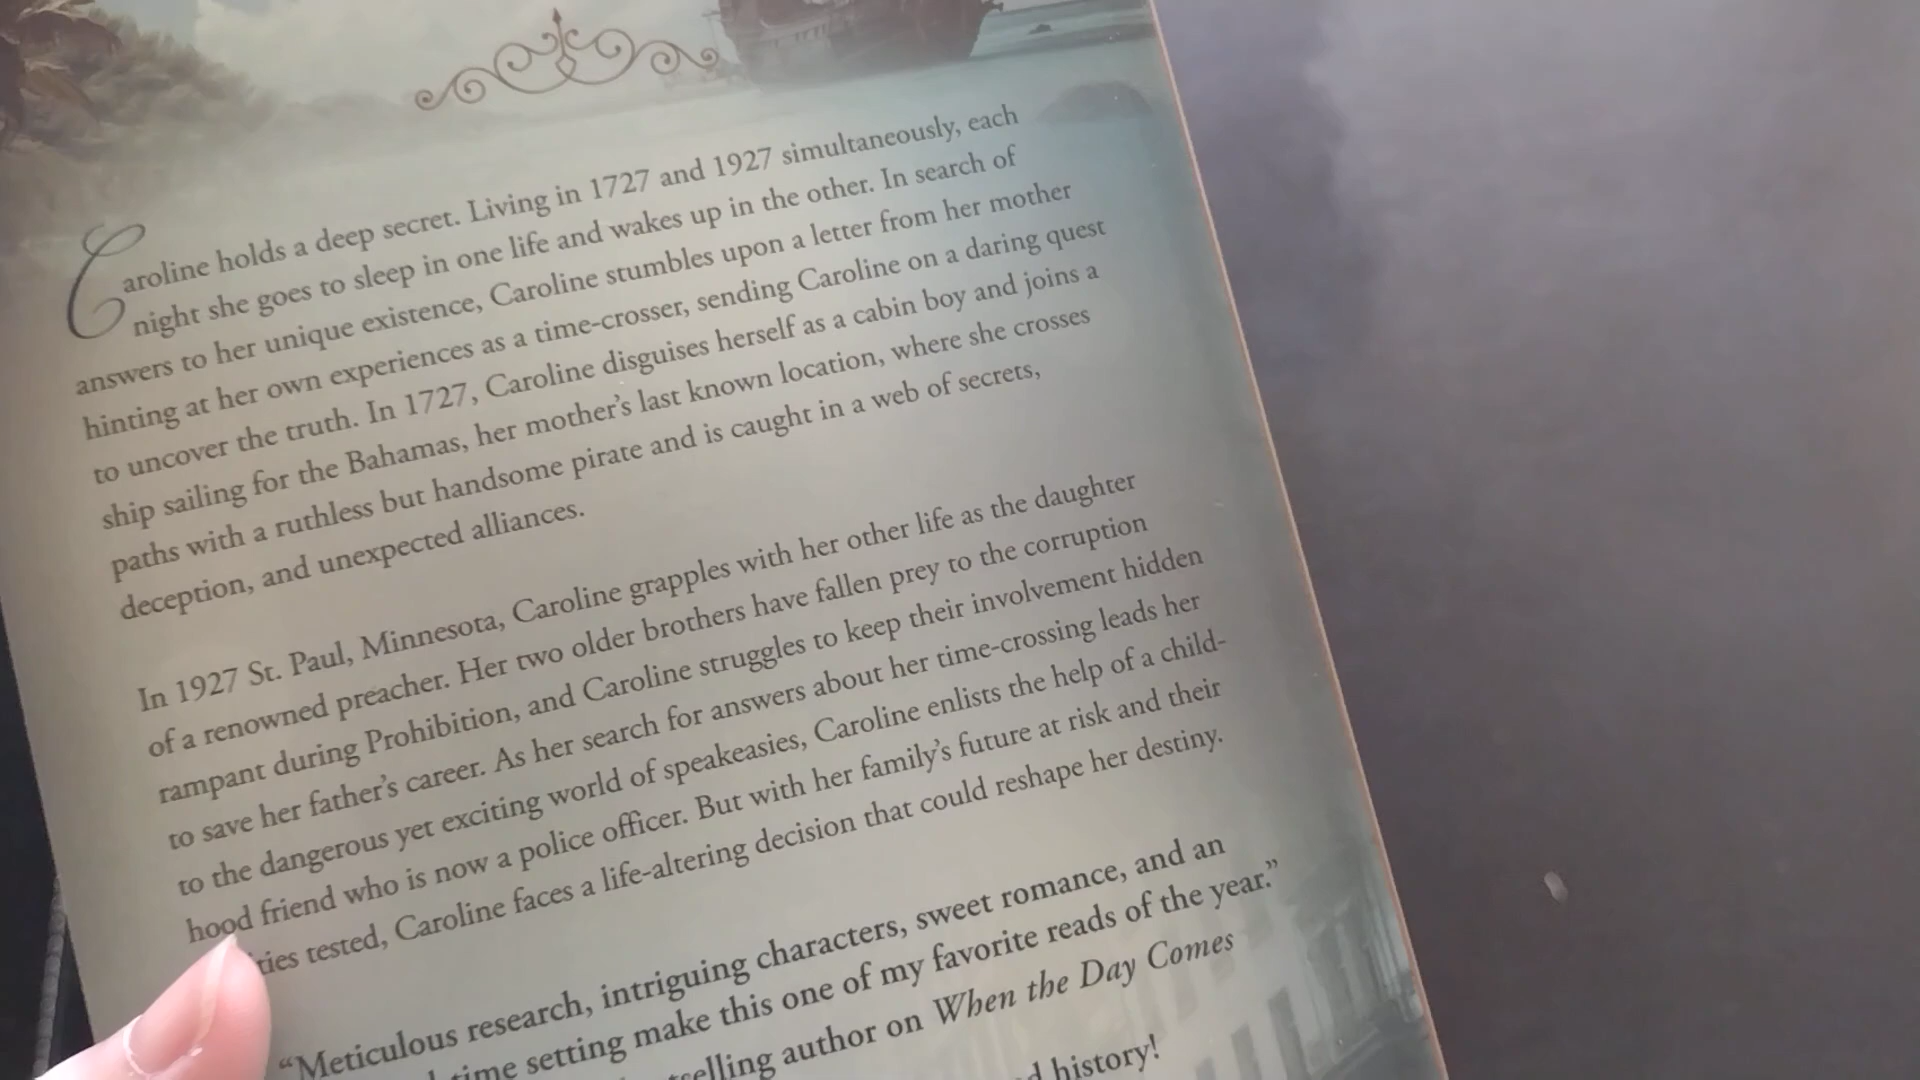 Caroline holds a deep secret. Living in 1727 and 1927 simultaneously, each
night she goes to sleep in one life and wakes up in the other. In search of
answers to her unique existence, Caroline stumbles upon a letter from her mother
hinting at her own experiences as a time-crosser, sending Caroline on a daring quest
to uncover the truth. In 1727, Caroline disguises herself as a cabin boy and joins a
ship sailing for the Bahamas, her mother's last known location, where she crosses
paths with a ruthless but handsome pirate and is caught in a web of secrets,
deception, and unexpected alliances.
In 1927 St. Paul, Minnesota, Caroline grapples with her other life as the daughter
of a renowned preacher. Her two older brothers have fallen prey to the corruption
rampant during Prohibition, and Caroline struggles to keep their involvement hidden
to save her father's career. As her search for answers about her time-crossing leads her
to the dangerous yet exciting world of speakeasies, Caroline enlists the help of a child-
hood friend who is now a police officer. But with her family's future at risk and their
tested, Caroline faces a life-altering decision that could reshape her destiny.
"Meticulous research, intriguing characters, sweet romance, and an
time setting make this one of my favorite reads of the year."
author on When the Day Comes
history!